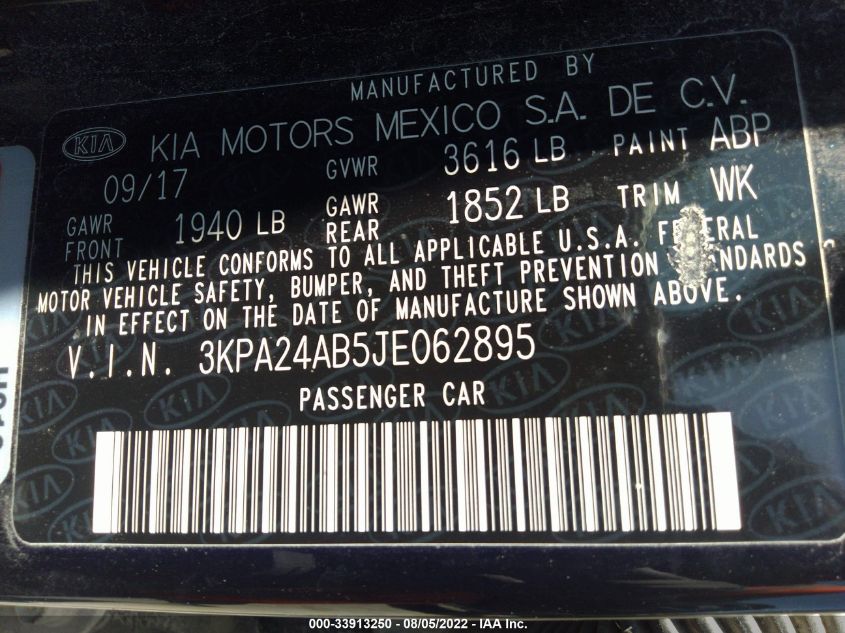 MANUFACTURED BY
KIA KIA MOTORS MEXICO S.A. DE C.V.
09/17 GVWR 3616 LB PAINT ABP
GAWR FRONT 1940 LB GAWR REAR 1852 LB TRIM WK
THIS VEHICLE CONFORMS TO ALL APPLICABLE U.S.A.
MOTOR VEHICLE SAFETY, BUMPER, AND THEFT PREVENTION
IN EFFECT ON THE DATE OF MANUFACTURE SHOWN ABOVE.
V.I.N. 3KPA24AB5JE062895
PASSENGER CAR
000-33913250 - 08/05/2022 - IAA Inc.